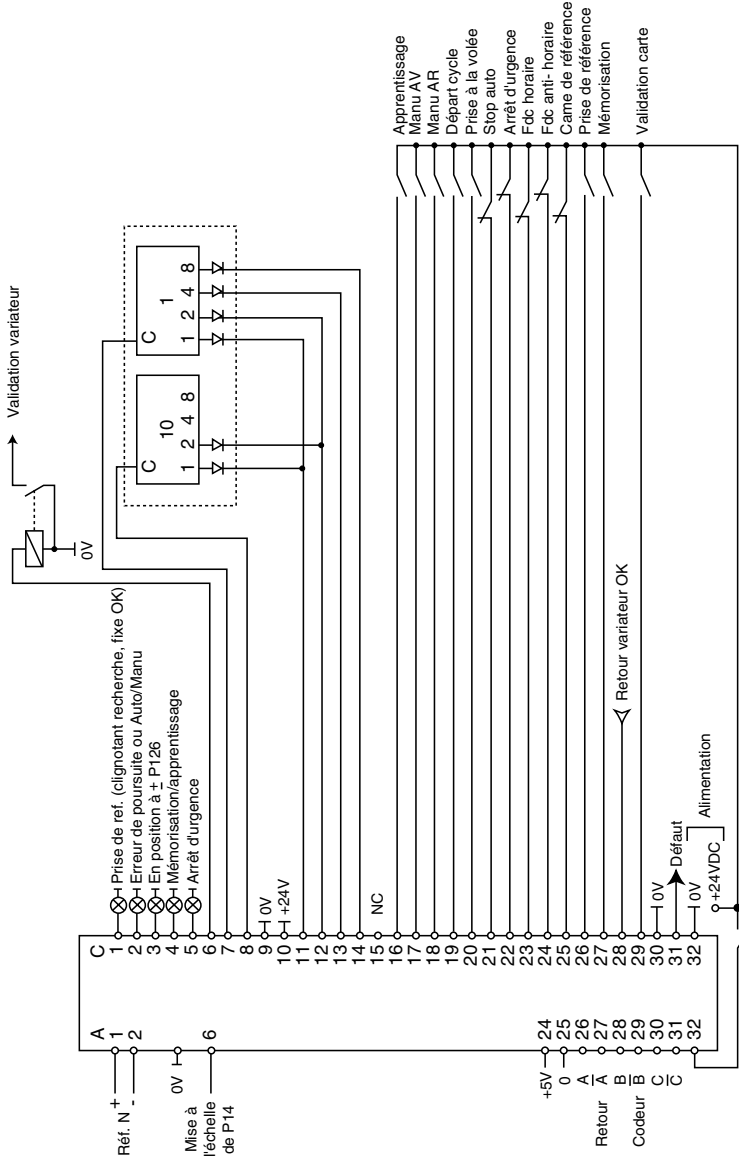 Validation variateur
0V
C
10
1 2 4 8
C
1
1 2 4 8
Prise de ref. (clignotant recherche, fixe OK)
Erreur de poursuite ou Auto/Manu
En position à ± P126
Mémorisation/apprentissage
Arrêt d'urgence
0V
+24V
NC
A
1
2
6
24
25
26
27
28
29
30
31
32
C
1
2
3
4
5
6
7
8
9
10
11
12
13
14
15
16
17
18
19
20
21
22
23
24
25
26
27
28
29
30
31
32
Réf. N +
-
0V
Mise à
l'échelle
de P14
+5V
0
A
A̅
B
B̅
C
C̅
Retour
Codeur
Apprentissage
Manu AV
Manu AR
Départ cycle
Prise à la volée
Stop auto
Arrêt d'urgence
Fdc horaire
Fdc anti- horaire
Came de référence
Prise de référence
Mémorisation
Validation carte
Retour variateur OK
0V
Défaut
0V
+24VDC
Alimentation